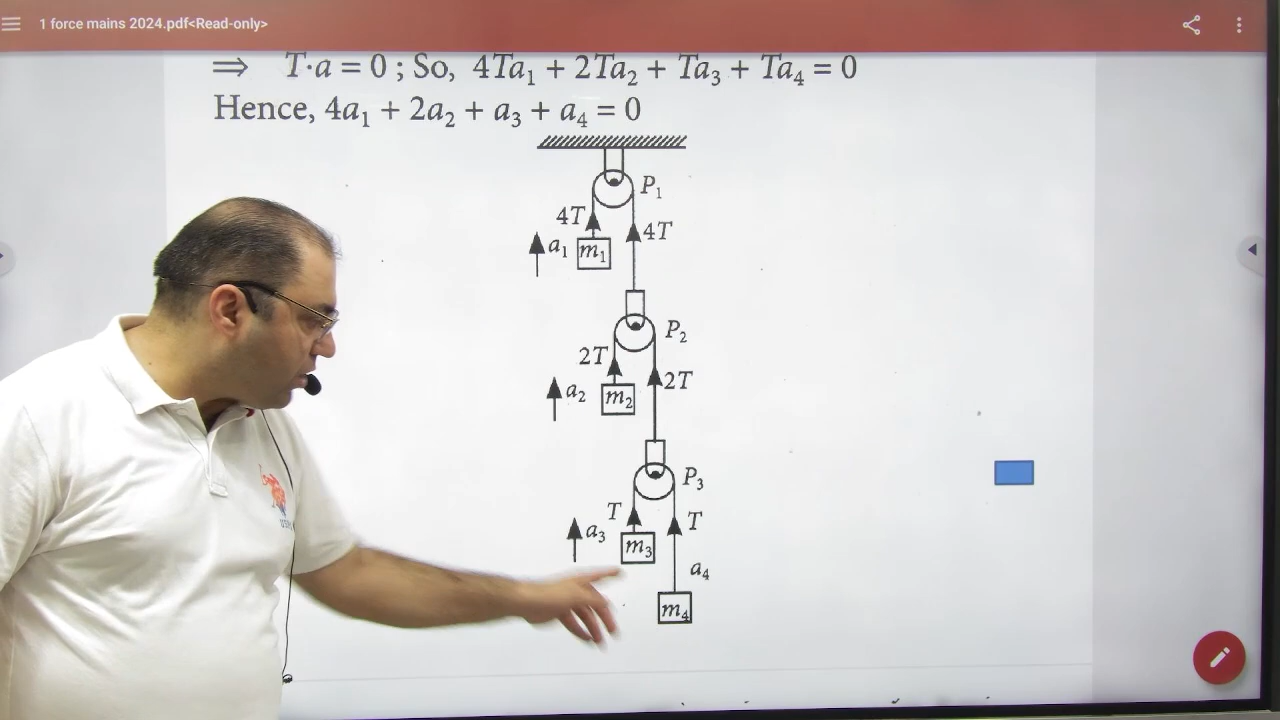 1 force mains 2024.pdf<Read-only>
⇒ T·a = 0 ; So, 4Ta₁ + 2Ta₂ + Ta₃ + Ta₄ = 0
Hence, 4a₁ + 2a₂ + a₃ + a₄ = 0
P₁
4T
4T
a₁
m₁
P₂
2T
2T
a₂
m₂
P₃
T
T
a₃
m₃
a₄
m₄